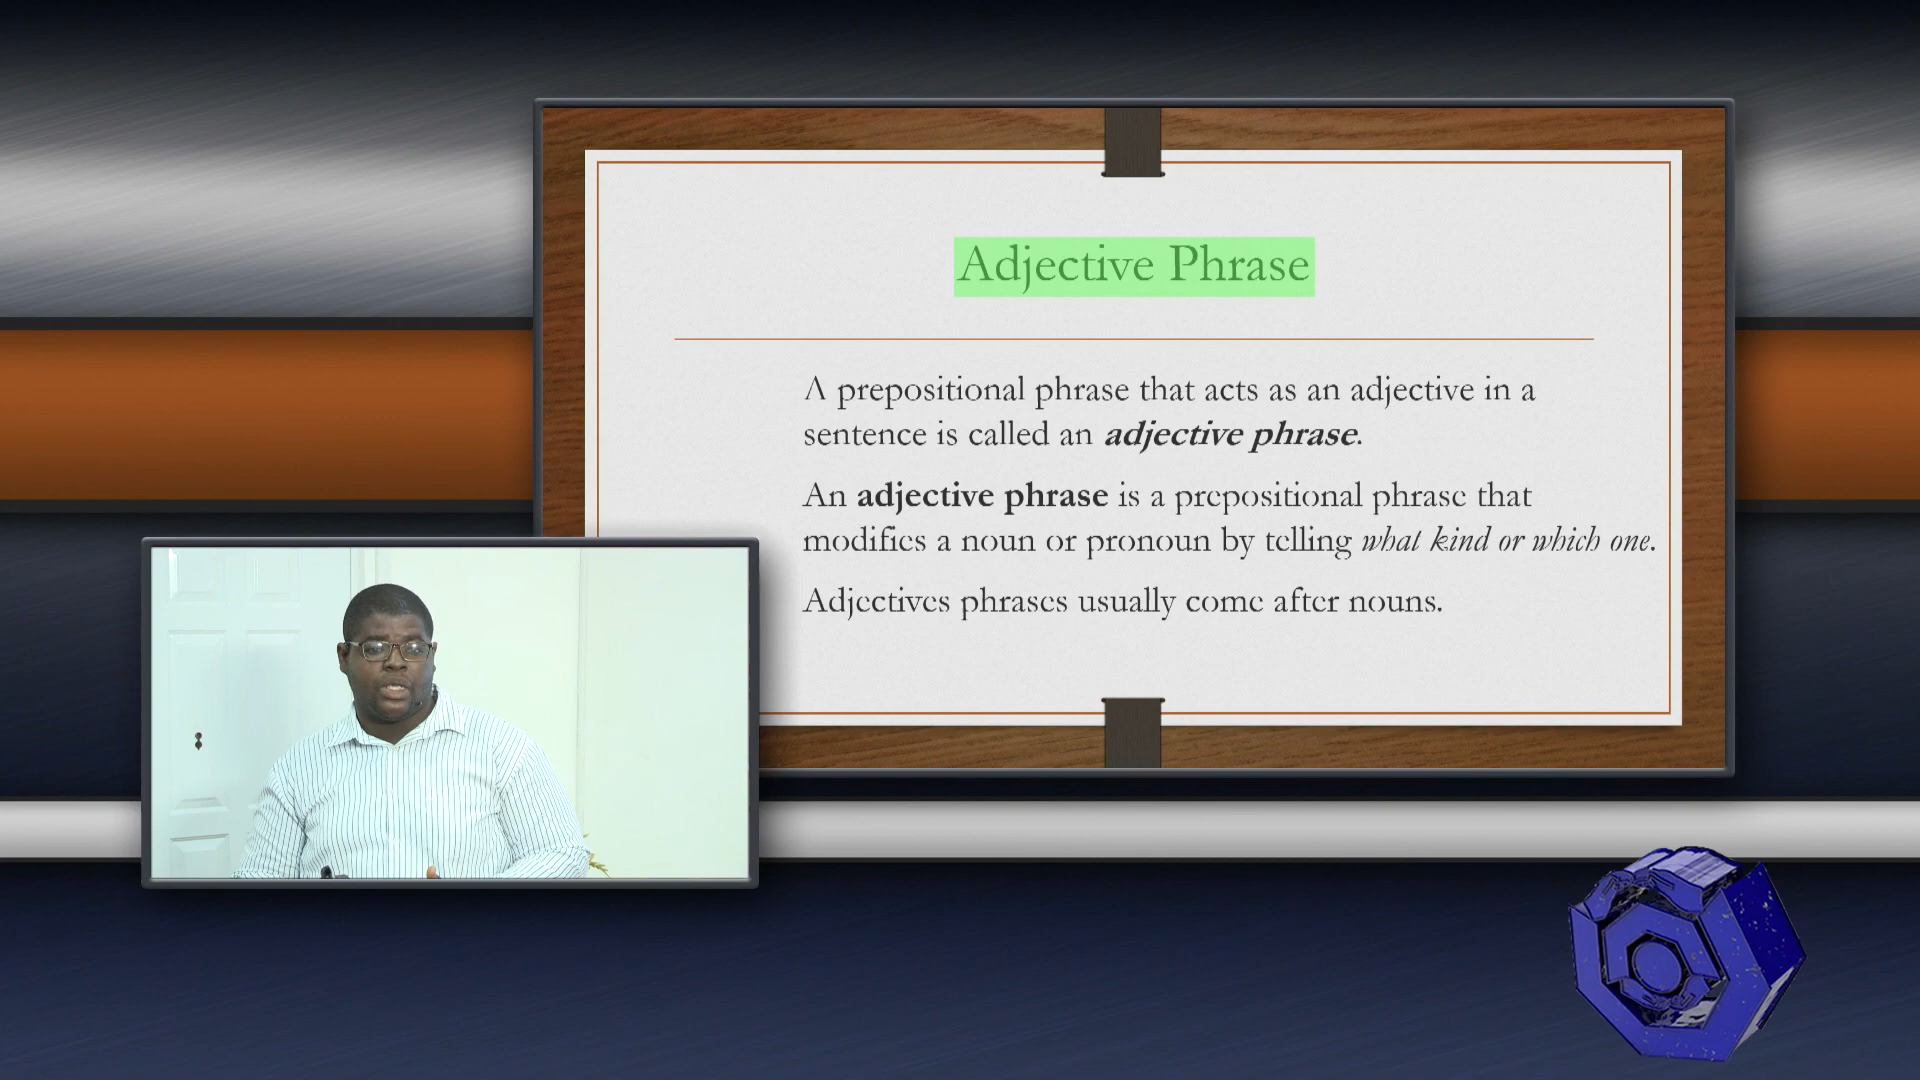 Adjective Phrase
A prepositional phrase that acts as an adjective in a
sentence is called an adjective phrase.
An adjective phrase is a prepositional phrase that
modifies a noun or pronoun by telling what kind or which one.
Adjectives phrases usually come after nouns.